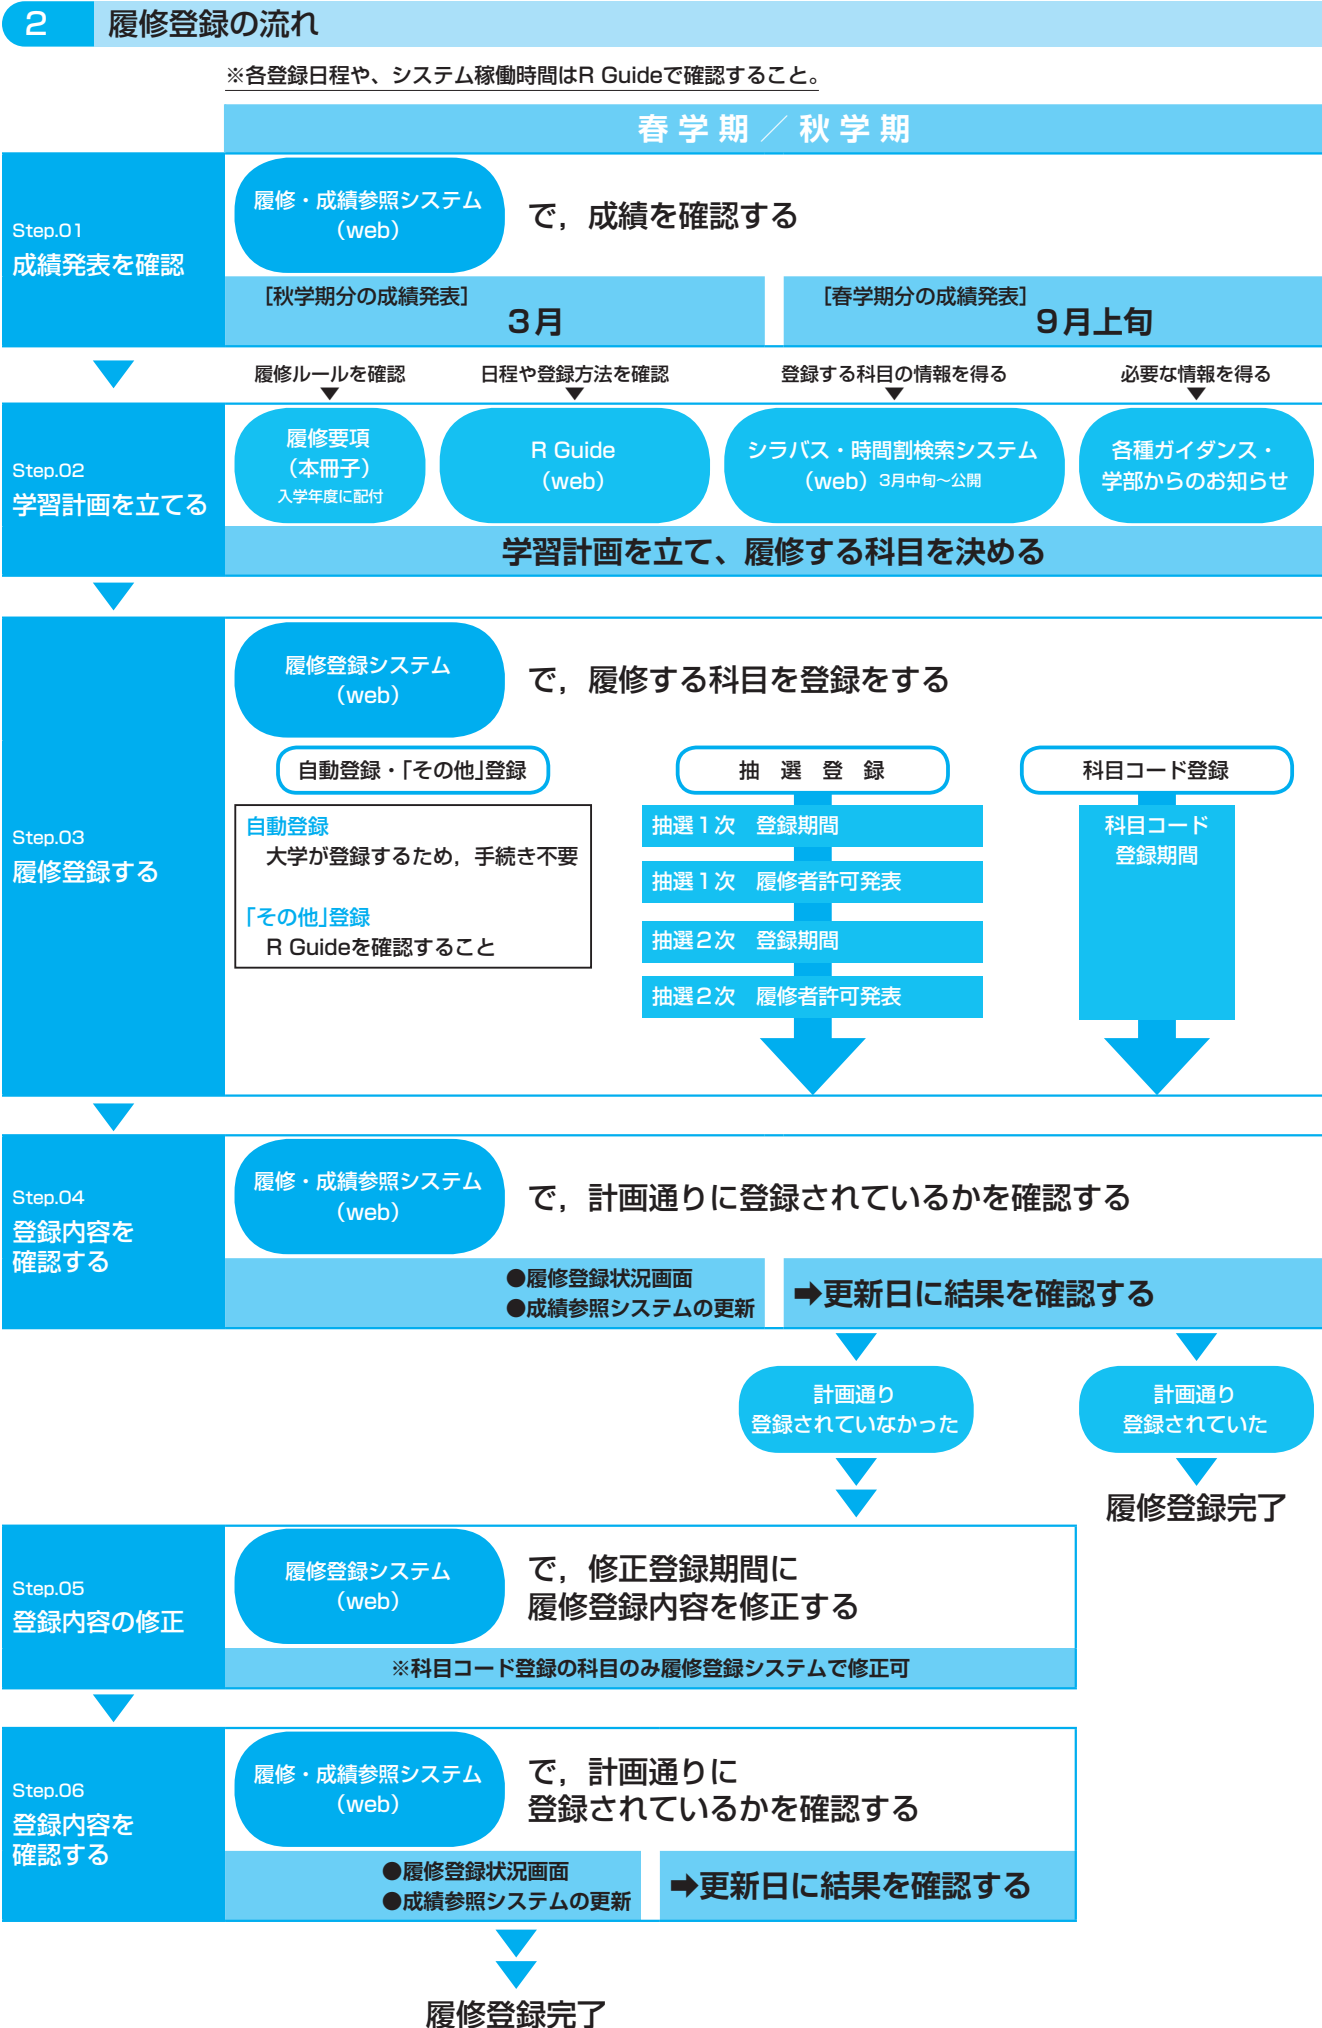 2 履修登録の流れ
※各登録日程や、システム稼働時間はR Guideで確認すること。
春学期／秋学期
Step.01
成績発表を確認
履修・成績参照システム
（web）
で，成績を確認する
［秋学期分の成績発表］
３月
［春学期分の成績発表］
９月上旬
履修ルールを確認
日程や登録方法を確認
登録する科目の情報を得る
必要な情報を得る
Step.02
学習計画を立てる
履修要項
（本冊子）
入学年度に配付
R Guide
（web）
シラバス・時間割検索システム
（web）3月中旬～公開
各種ガイダンス・
学部からのお知らせ
学習計画を立て、履修する科目を決める
Step.03
履修登録する
履修登録システム
（web）
で，履修する科目を登録をする
自動登録・「その他」登録
自動登録
大学が登録するため，手続き不要
「その他」登録
R Guideを確認すること
抽選登録
抽選１次　登録期間
抽選１次　履修者許可発表
抽選２次　登録期間
抽選２次　履修者許可発表
科目コード登録
科目コード
登録期間
Step.04
登録内容を
確認する
履修・成績参照システム
（web）
で，計画通りに登録されているかを確認する
●履修登録状況画面
●成績参照システムの更新
➡更新日に結果を確認する
計画通り
登録されていなかった
計画通り
登録されていた
履修登録完了
Step.05
登録内容の修正
履修登録システム
（web）
で，修正登録期間に
履修登録内容を修正する
※科目コード登録の科目のみ履修登録システムで修正可
Step.06
登録内容を
確認する
履修・成績参照システム
（web）
で，計画通りに
登録されているかを確認する
●履修登録状況画面
●成績参照システムの更新
➡更新日に結果を確認する
履修登録完了